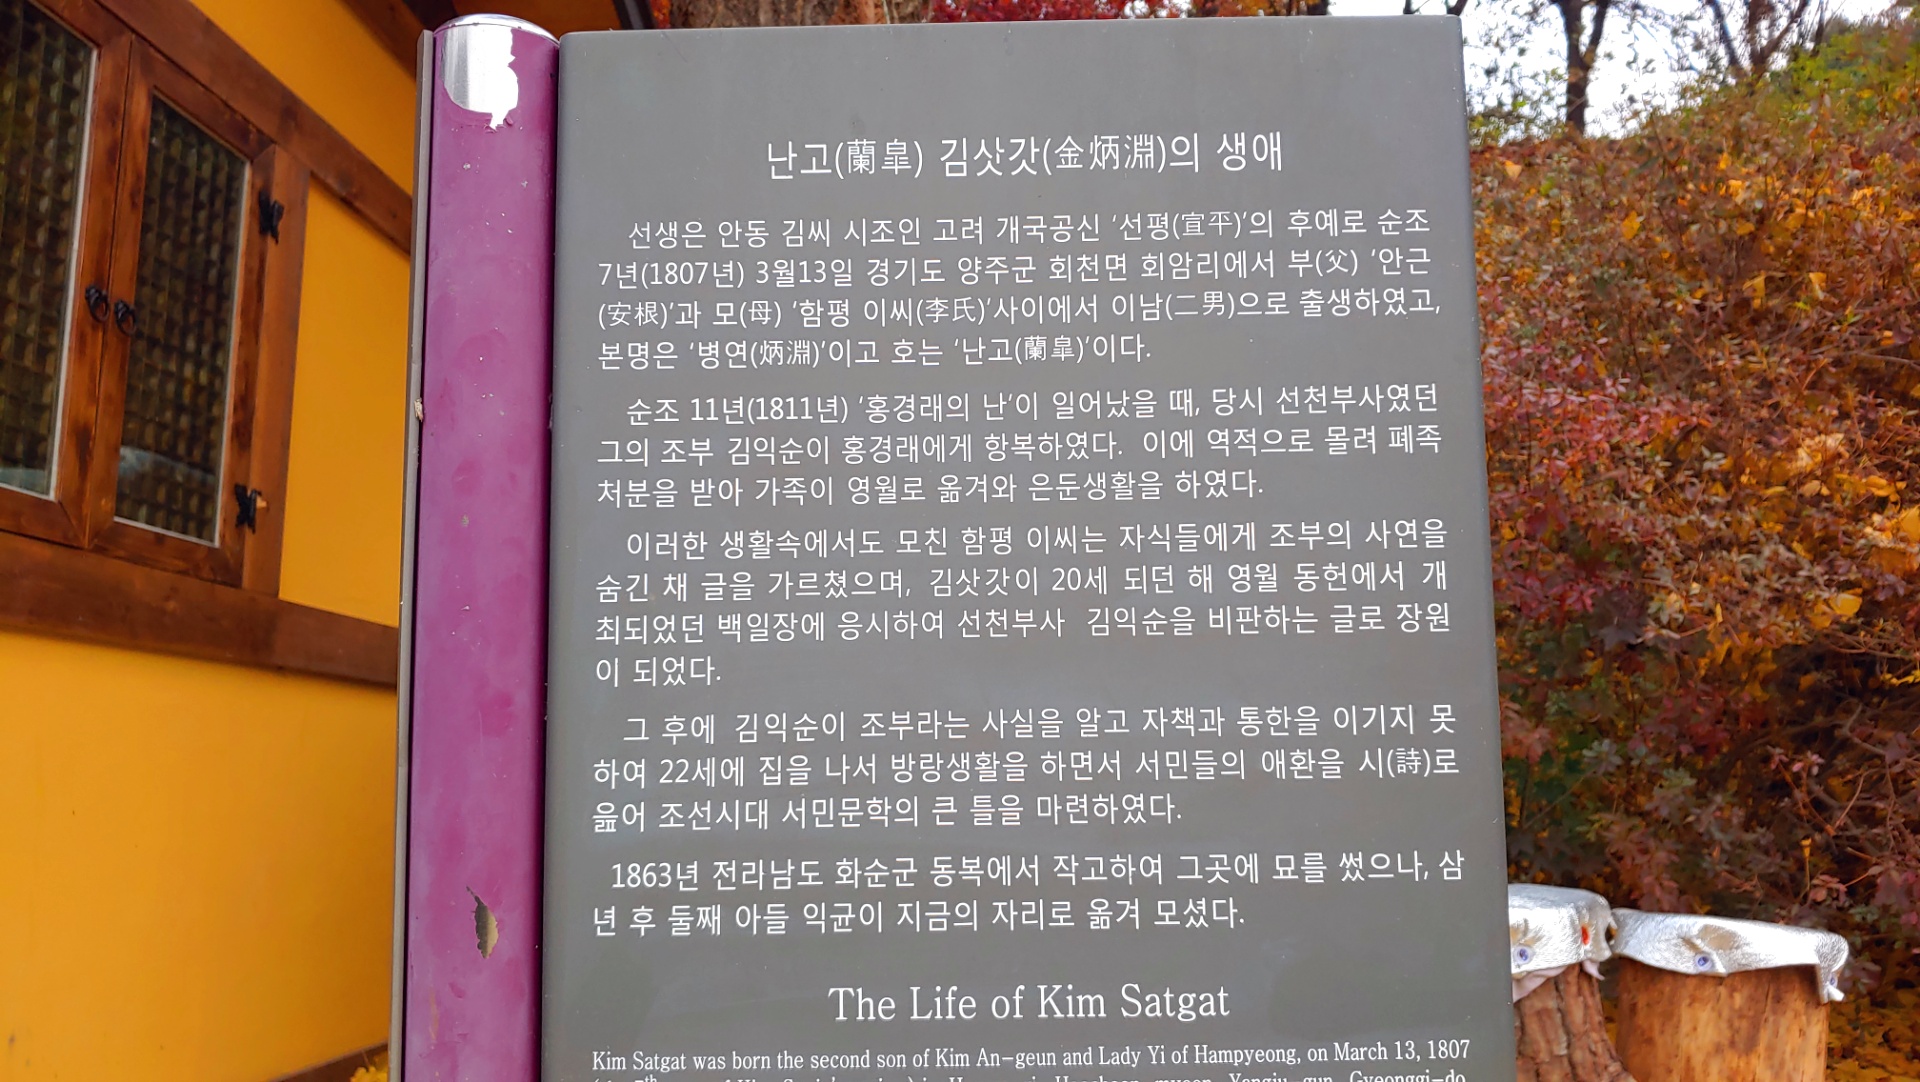 난고(蘭皐) 김삿갓(金炳淵)의 생애
선생은 안동 김씨 시조인 고려 개국공신 ‘선평(宣平)’의 후예로 순조
7년(1807년) 3월13일 경기도 양주군 회천면 회암리에서 부(父) ‘안근
(安根)’과 모(母) ‘함평 이씨(李氏)’사이에서 이남(二男)으로 출생하였고,
본명은 ‘병연(炳淵)’이고 호는 ‘난고(蘭皐)’이다.
순조 11년(1811년) ‘홍경래의 난’이 일어났을 때, 당시 선천부사였던
그의 조부 김익순이 홍경래에게 항복하였다. 이에 역적으로 몰려 폐족
처분을 받아 가족이 영월로 옮겨와 은둔생활을 하였다.
이러한 생활속에서도 모친 함평 이씨는 자식들에게 조부의 사연을
숨긴 채 글을 가르쳤으며, 김삿갓이 20세 되던 해 영월 동헌에서 개
최되었던 백일장에 응시하여 선천부사 김익순을 비판하는 글로 장원
이 되었다.
그 후에 김익순이 조부라는 사실을 알고 자책과 통한을 이기지 못
하여 22세에 집을 나서 방랑생활을 하면서 서민들의 애환을 시(詩)로
읊어 조선시대 서민문학의 큰 틀을 마련하였다.
1863년 전라남도 화순군 동복에서 작고하여 그곳에 묘를 썼으나, 삼
년 후 둘째 아들 익균이 지금의 자리로 옮겨 모셨다.
The Life of Kim Satgat
Kim Satgat was born the second son of Kim An-geun and Lady Yi of Hampyeong, on March 13, 1807